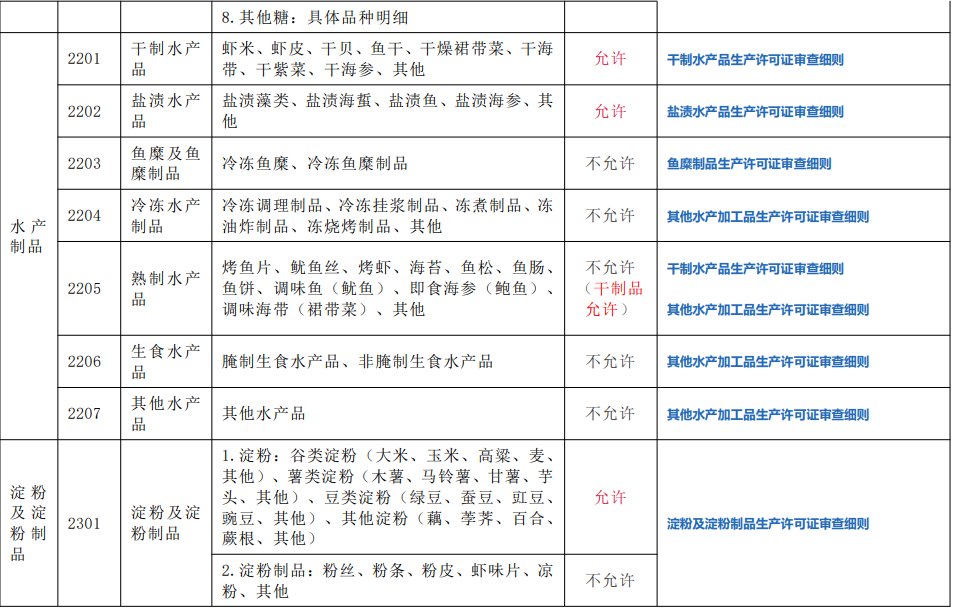 8.其他糖：具体品种明细
水产
制品
2201
干制水产
品
虾米、虾皮、干贝、鱼干、干燥裙带菜、干海
带、干紫菜、干海参、其他
允许
干制水产品生产许可证审查细则
2202
盐渍水产
品
盐渍藻类、盐渍海蜇、盐渍鱼、盐渍海参、其
他
允许
盐渍水产品生产许可证审查细则
2203
鱼糜及鱼
糜制品
冷冻鱼糜、冷冻鱼糜制品
不允许
鱼糜制品生产许可证审查细则
2204
冷冻水产
制品
冷冻调理制品、冷冻挂浆制品、冻煮制品、冻
油炸制品、冻烧烤制品、其他
不允许
其他水产加工品生产许可证审查细则
2205
熟制水产
品
烤鱼片、鱿鱼丝、烤虾、海苔、鱼松、鱼肠、
鱼饼、调味鱼（鱿鱼）、即食海参（鲍鱼）、
调味海带（裙带菜）、其他
不允许
（干制品
允许）
干制水产品生产许可证审查细则
其他水产加工品生产许可证审查细则
2206
生食水产
品
腌制生食水产品、非腌制生食水产品
不允许
其他水产加工品生产许可证审查细则
2207
其他水产
品
其他水产品
不允许
其他水产加工品生产许可证审查细则
淀粉
及淀
粉制
品
2301
淀粉及淀
粉制品
1.淀粉：谷类淀粉（大米、玉米、高粱、麦、
其他）、薯类淀粉（木薯、马铃薯、甘薯、芋
头、其他）、豆类淀粉（绿豆、蚕豆、豇豆、
豌豆、其他）、其他淀粉（藕、荸荠、百合、
蕨根、其他）
允许
淀粉及淀粉制品生产许可证审查细则
2.淀粉制品：粉丝、粉条、粉皮、虾味片、凉
粉、其他
不允许